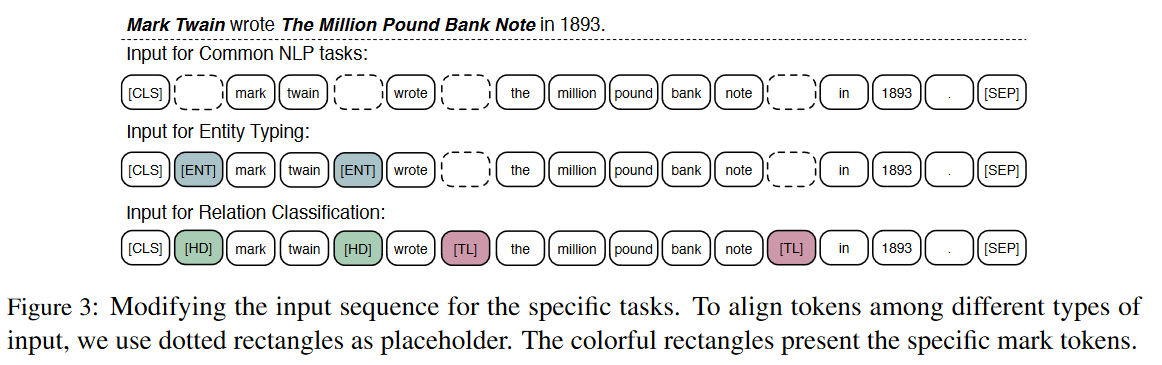 Mark Twain wrote The Million Pound Bank Note in 1893.
Input for Common NLP tasks:
[CLS] mark twain wrote the million pound bank note in 1893 . [SEP]
Input for Entity Typing:
[CLS] [ENT] mark twain [ENT] wrote the million pound bank note in 1893 . [SEP]
Input for Relation Classification:
[CLS] [HD] mark twain [HD] wrote [TL] the million pound bank note [TL] in 1893 . [SEP]
Figure 3: Modifying the input sequence for the specific tasks. To align tokens among different types of
input, we use dotted rectangles as placeholder. The colorful rectangles present the specific mark tokens.